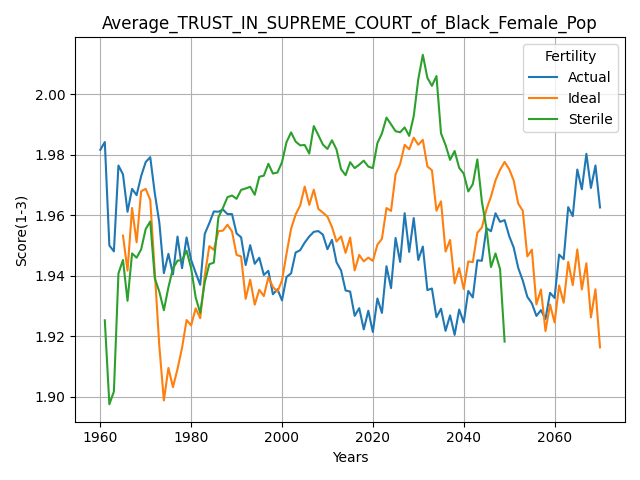 Average_TRUST_IN_SUPREME_COURT_of_Black_Female_Pop
Fertility
Actual
Ideal
Sterile
Score(1-3)
2.00
1.98
1.96
1.94
1.92
1.90
1960 1980 2000 2020 2040 2060
Years